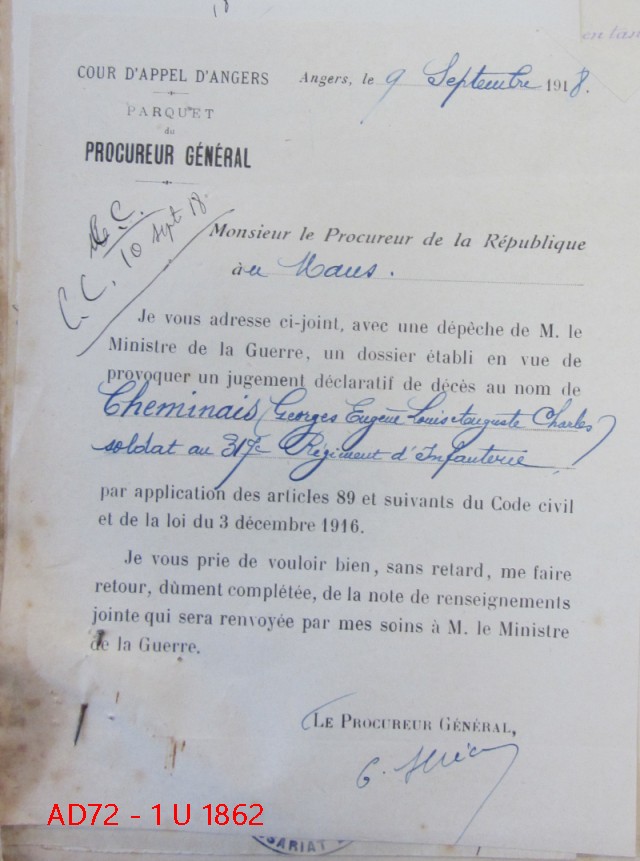 18
en tan
COUR D'APPEL D'ANGERS
Angers, le 9 Septembre 1918.
PARQUET
du
PROCUREUR GÉNÉRAL
C. C. 10 Sept 18.
Monsieur le Procureur de la République
à u Mans.
Je vous adresse ci-joint, avec une dépêche de M. le
Ministre de la Guerre, un dossier établi en vue de
provoquer un jugement déclaratif de décès au nom de
Cheminais (Georges Eugène Louis Auguste Charles)
soldat au 317e Régiment d'Infanterie
par application des articles 89 et suivants du Code civil
et de la loi du 3 décembre 1916.
Je vous prie de vouloir bien, sans retard, me faire
retour, dûment complétée, de la note de renseignements
jointe qui sera renvoyée par mes soins à M. le Ministre
de la Guerre.
LE PROCUREUR GÉNÉRAL,
AD72 - 1 U 1862
SARIAT